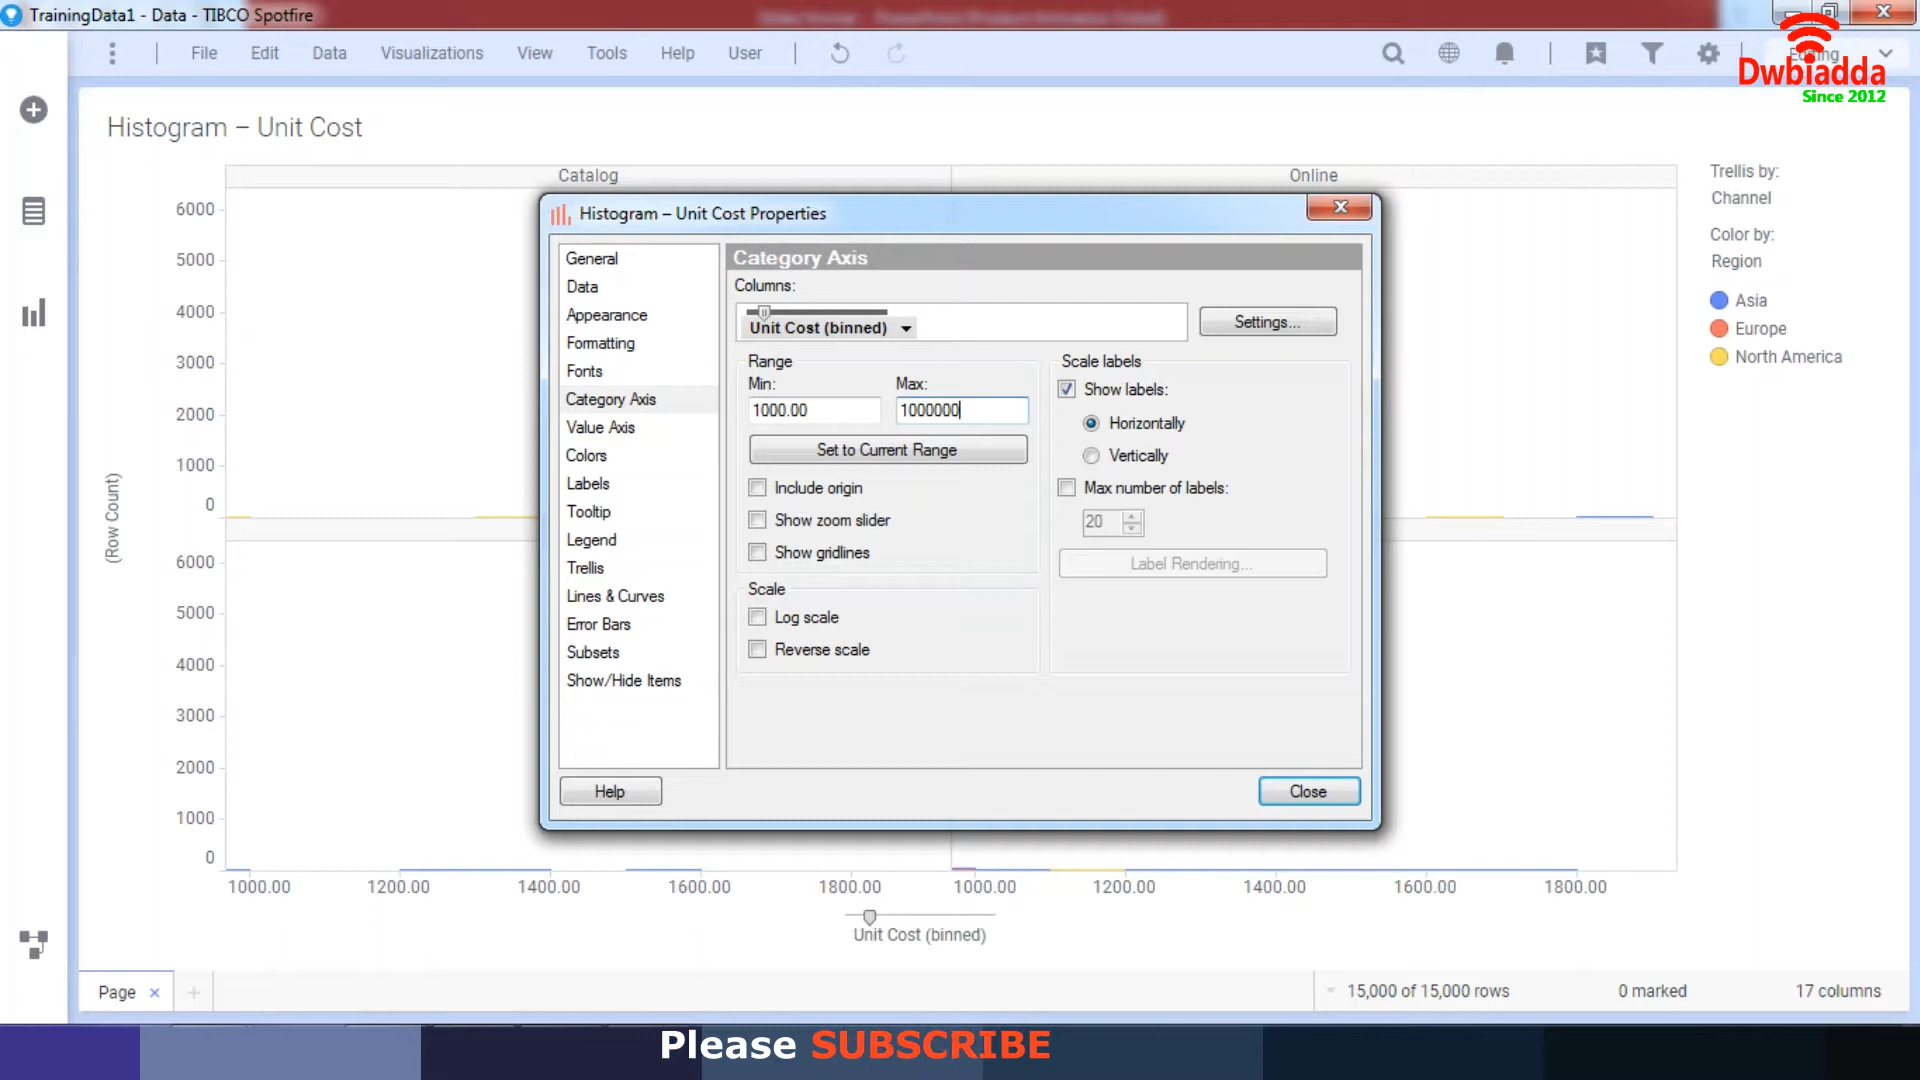 TrainingData1 - Data - TIBCO Spotfire
File Edit Data Visualizations View Tools Help User
Editing
Dwbiadda
Since 2012
Histogram – Unit Cost
Catalog
Online
Trellis by:
Channel
Color by:
Region
Asia
Europe
North America
(Row Count)
6000
5000
4000
3000
2000
1000
0
6000
5000
4000
3000
2000
1000
0
1000.00 1200.00 1400.00 1600.00 1800.00 1000.00 1200.00 1400.00 1600.00 1800.00
Unit Cost (binned)
Histogram – Unit Cost Properties
General
Data
Appearance
Formatting
Fonts
Category Axis
Value Axis
Colors
Labels
Tooltip
Legend
Trellis
Lines & Curves
Error Bars
Subsets
Show/Hide Items
Category Axis
Columns:
Unit Cost (binned)
Settings...
Range
Min: Max:
1000.00 1000000
Set to Current Range
Include origin
Show zoom slider
Show gridlines
Scale
Log scale
Reverse scale
Scale labels
Show labels:
Horizontally
Vertically
Max number of labels:
20
Label Rendering...
Help
Close
Page
15,000 of 15,000 rows
0 marked
17 columns
Please SUBSCRIBE